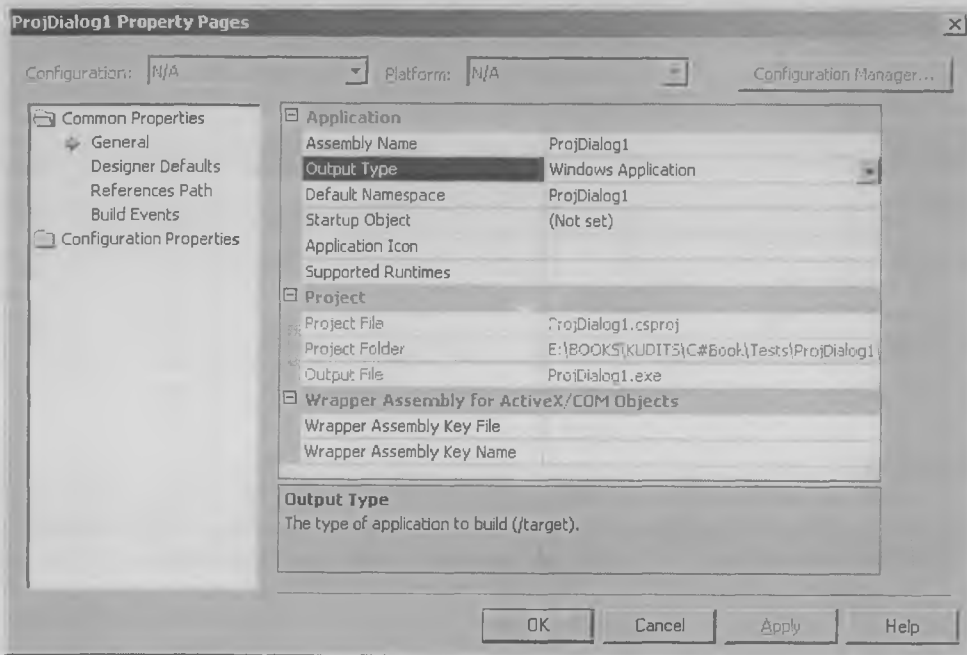 ProjDialog1 Property Pages
Configuration: N/A Platform: N/A Configuration Manager...
Common Properties
General
Designer Defaults
References Path
Build Events
Configuration Properties
Application
Assembly Name ProjDialog1
Output Type Windows Application
Default Namespace ProjDialog1
Startup Object (Not set)
Application Icon
Supported Runtimes
Project
Project File ProjDialog1.csproj
Project Folder E:\BOOKS\KUDITS\C#Book\Tests\ProjDialog1
Output File ProjDialog1.exe
Wrapper Assembly for ActiveX/COM Objects
Wrapper Assembly Key File
Wrapper Assembly Key Name
Output Type
The type of application to build (/target).
OK Cancel Apply Help